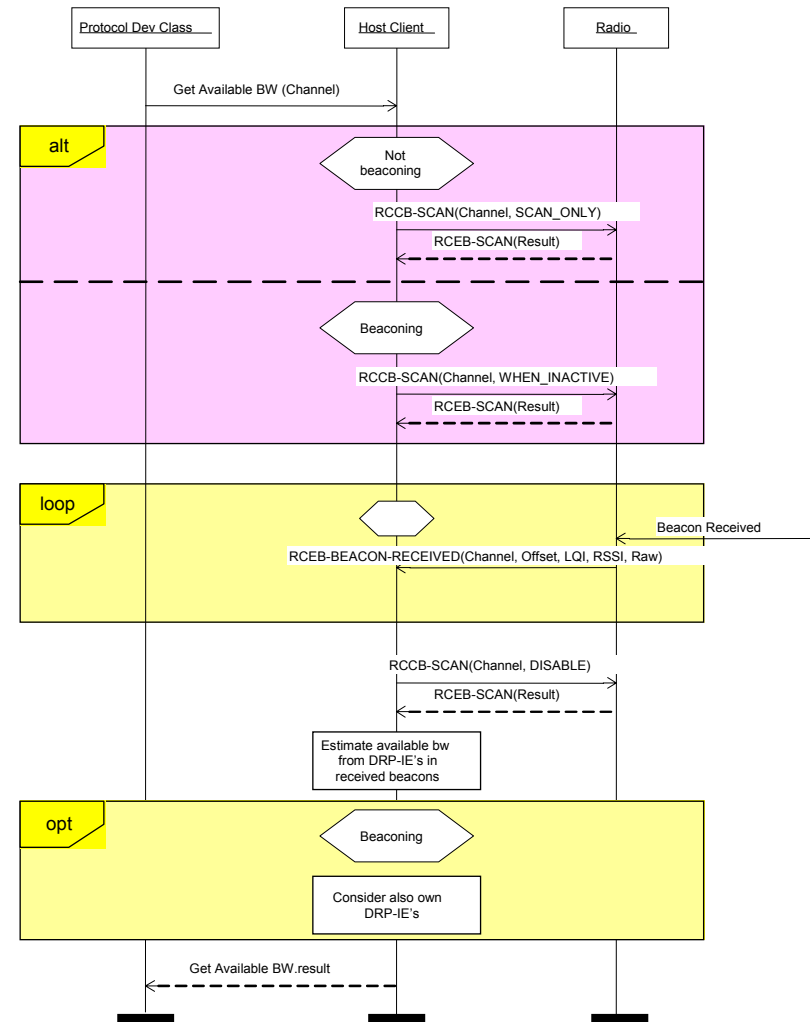 Protocol Dev Class
Host Client
Radio
Get Available BW (Channel)
alt
Not
beaconing
RCCB-SCAN(Channel, SCAN_ONLY)
RCEB-SCAN(Result)
Beaconing
RCCB-SCAN(Channel, WHEN_INACTIVE)
RCEB-SCAN(Result)
loop
Beacon Received
RCEB-BEACON-RECEIVED(Channel, Offset, LQI, RSSI, Raw)
RCCB-SCAN(Channel, DISABLE)
RCEB-SCAN(Result)
Estimate available bw
from DRP-IE's in
received beacons
opt
Beaconing
Consider also own
DRP-IE's
Get Available BW.result